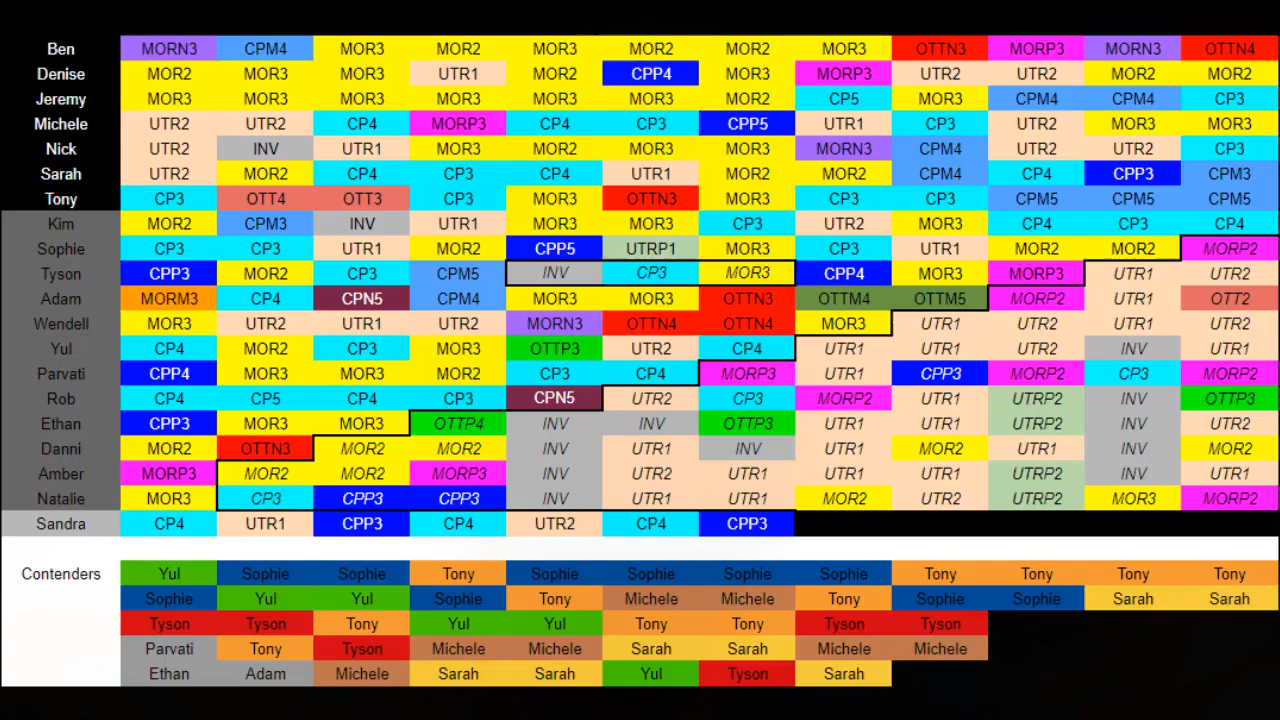 Ben MORN3 CPM4 MOR3 MOR2 MOR3 MOR2 MOR2 MOR3 OTTN3 MORP3 MORN3 OTTN4
Denise MOR2 MOR3 MOR3 UTR1 MOR2 CPP4 MOR3 MORP3 UTR2 UTR2 MOR2 MOR2
Jeremy MOR3 MOR3 MOR3 MOR3 MOR3 MOR3 MOR2 CP5 MOR3 CPM4 CPM4 CP3
Michele UTR2 UTR2 CP4 MORP3 CP4 CP3 CPP5 UTR1 CP3 UTR2 MOR3 MOR3
Nick UTR2 INV UTR1 MOR3 MOR2 MOR3 MOR3 MORN3 CPM4 UTR2 UTR2 CP3
Sarah UTR2 MOR2 CP4 CP3 CP4 UTR1 MOR2 MOR2 CPM4 CP4 CPP3 CPM3
Tony CP3 OTT4 OTT3 CP3 MOR3 OTTN3 MOR3 CP3 CP3 CPM5 CPM5 CPM5
Kim MOR2 CPM3 INV UTR1 MOR3 MOR3 CP3 UTR2 MOR3 CP4 CP3 CP4
Sophie CP3 CP3 UTR1 MOR2 CPP5 UTRP1 MOR3 CP3 UTR1 MOR2 MOR2 MORP2
Tyson CPP3 MOR2 CP3 CPM5 INV CP3 MOR3 CPP4 MOR3 MORP3 UTR1 UTR2
Adam MORM3 CP4 CPN5 CPM4 MOR3 MOR3 OTTN3 OTTM4 OTTM5 MORP2 UTR1 OTT2
Wendell MOR3 UTR2 UTR1 UTR2 MORN3 OTTN4 OTTN4 MOR3 UTR1 UTR2 UTR1 UTR2
Yul CP4 MOR2 CP3 MOR3 OTTP3 UTR2 CP4 UTR1 UTR1 UTR2 INV UTR1
Parvati CPP4 MOR3 MOR3 MOR2 CP3 CP4 MORP3 UTR1 CPP3 MORP2 CP3 MORP2
Rob CP4 CP5 CP4 CP3 CPN5 UTR2 CP3 MORP2 UTR1 UTRP2 INV OTTP3
Ethan CPP3 MOR3 MOR3 OTTP4 INV INV OTTP3 UTR1 UTR1 UTRP2 INV UTR1
Danni MOR2 OTTN3 MOR2 MOR2 INV UTR1 INV UTR1 MOR2 UTR1 INV MOR2
Amber MORP3 MOR2 MOR2 MORP3 INV UTR2 UTR1 UTR1 UTR1 UTRP2 INV UTR1
Natalie MOR3 CP3 CPP3 CPP3 INV UTR1 UTR1 MOR2 UTR2 UTRP2 MOR3 MORP2
Sandra CP4 UTR1 CPP3 CP4 UTR2 CP4 CPP3
Contenders Yul Sophie Sophie Tony Sophie Sophie Sophie Sophie Tony Tony Tony Tony
Sophie Yul Yul Sophie Tony Michele Michele Tony Sophie Sophie Sarah Sarah
Tyson Tyson Tony Yul Yul Tony Tony Tyson Tyson
Parvati Tony Tyson Michele Michele Sarah Sarah Michele Michele
Ethan Adam Michele Sarah Sarah Yul Tyson Sarah